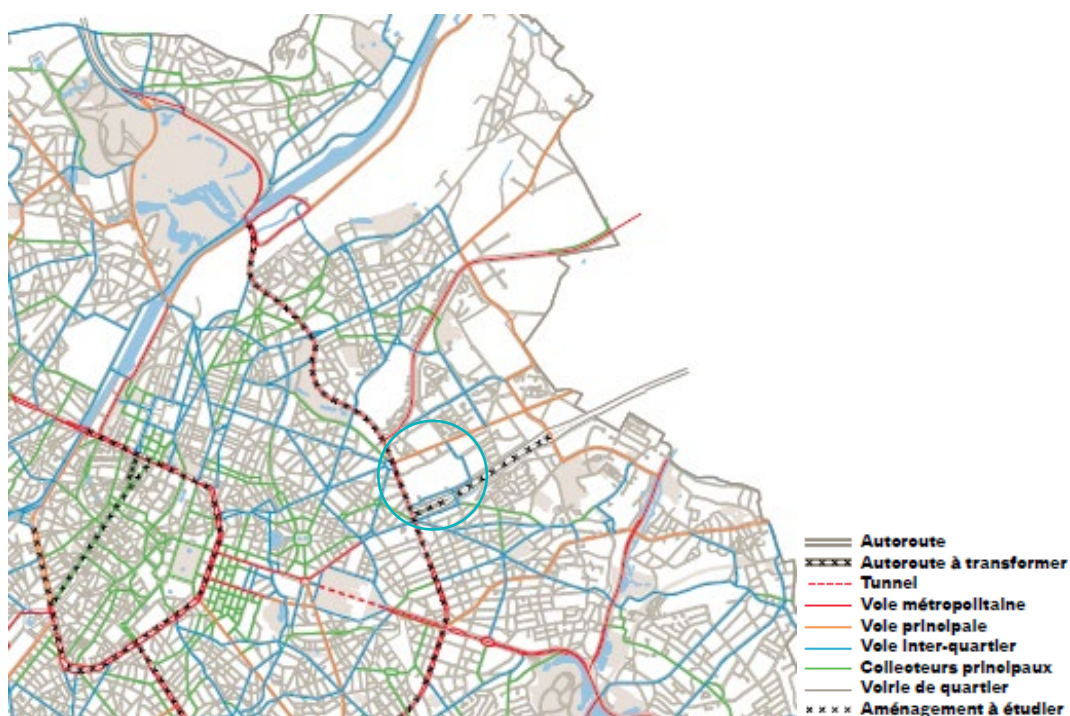 Autoroute
Autoroute à transformer
Tunnel
Voie métropolitaine
Voie principale
Voie inter-quartier
Collecteurs principaux
Voirie de quartier
Aménagement à étudier